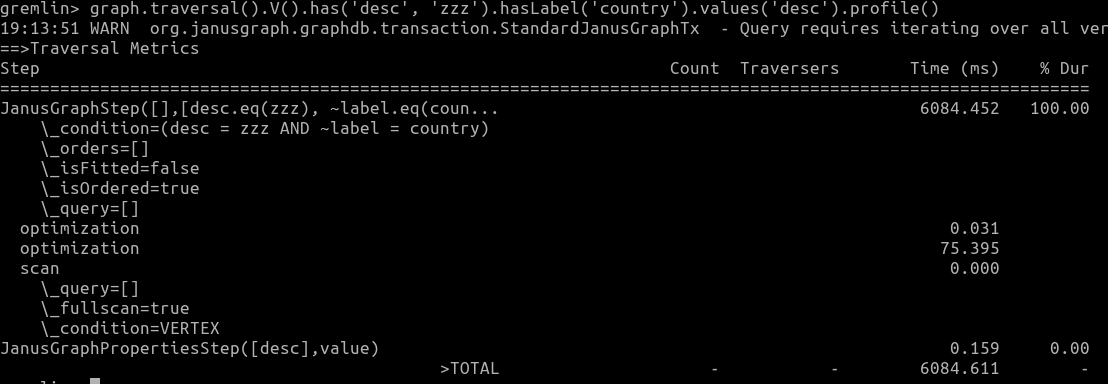 gremlin> graph.traversal().V().has('desc', 'zzz').hasLabel('country').values('desc').profile()
19:13:51 WARN  org.janusgraph.graphdb.transaction.StandardJanusGraphTx  - Query requires iterating over all ver
==>Traversal Metrics
Step                                                               Count  Traversers       Time (ms)    % Dur
=============================================================================================================
JanusGraphStep([],[desc.eq(zzz), ~label.eq(coun...                                          6084.452   100.00
    \_condition=(desc = zzz AND ~label = country)
    \_orders=[]
    \_isFitted=false
    \_isOrdered=true
    \_query=[]
  optimization                                                                                 0.031
  optimization                                                                                75.395
  scan                                                                                         0.000
    \_query=[]
    \_fullscan=true
    \_condition=VERTEX
JanusGraphPropertiesStep([desc],value)                                                         0.159     0.00
                                            >TOTAL                     -           -        6084.611        -